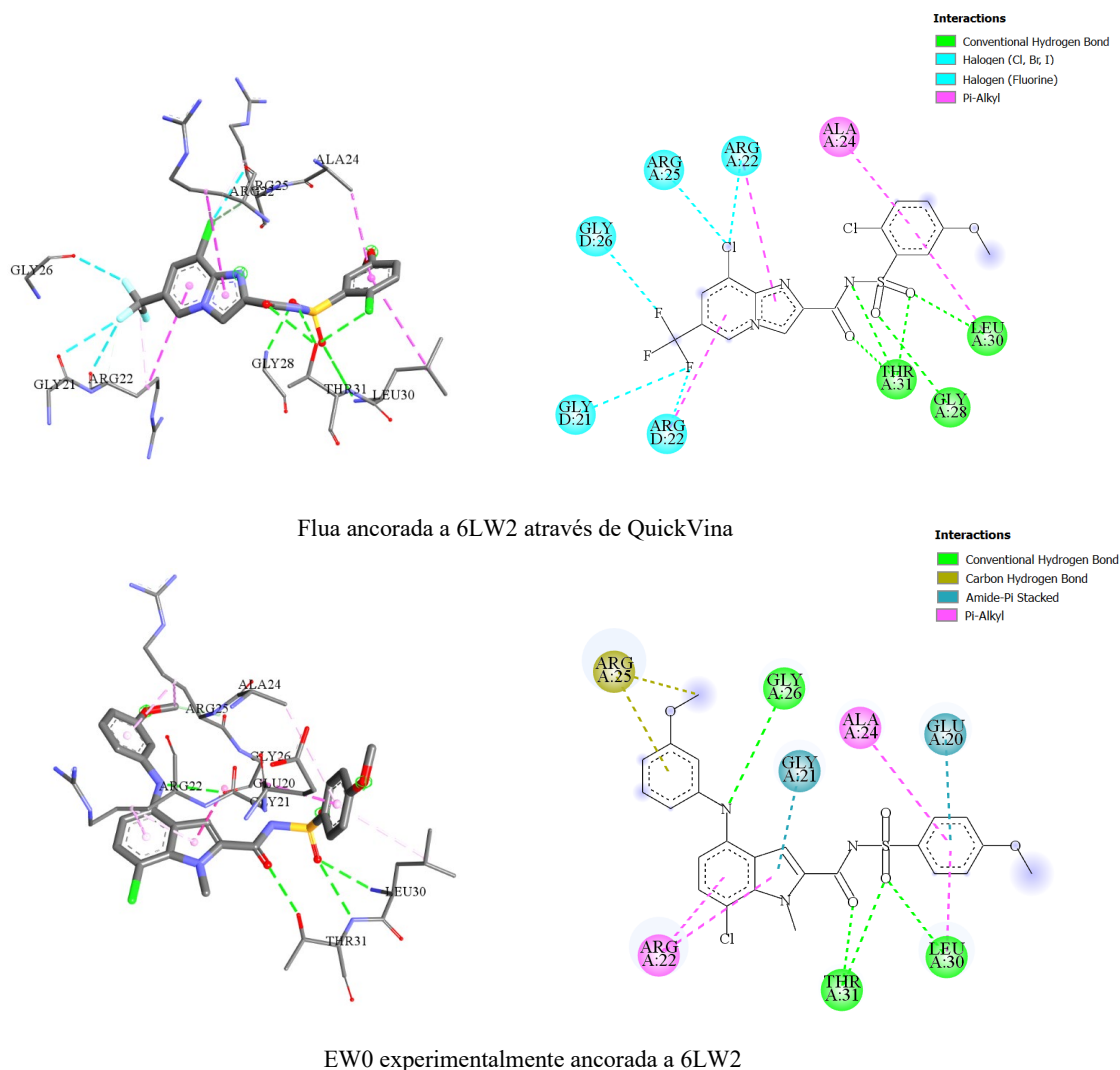 Interactions
Conventional Hydrogen Bond
Halogen (Cl, Br, I)
Halogen (Fluorine)
Pi-Alkyl
ALA24
ARG25
ARG22
GLY26
GLY21
ARG22
GLY28
THR31
LEU30
ALA
A:24
ARG
A:22
ARG
A:25
GLY
D:26
Cl
Cl
O
N
N
S
N
O
O
O
F
F
F
LEU
A:30
THR
A:31
GLY
A:28
GLY
D:21
ARG
D:22
Flua ancorada a 6LW2 através de QuickVina
Interactions
Conventional Hydrogen Bond
Carbon Hydrogen Bond
Amide-Pi Stacked
Pi-Alkyl
ALA24
ARG25
GLY26
ARG22
GLU20
GLY21
LEU30
THR31
ARG
A:25
GLY
A:26
ALA
A:24
GLU
A:20
GLY
A:21
O
N
O
N
S
O
N
O
O
Cl
ARG
A:22
LEU
A:30
THR
A:31
EW0 experimentalmente ancorada a 6LW2